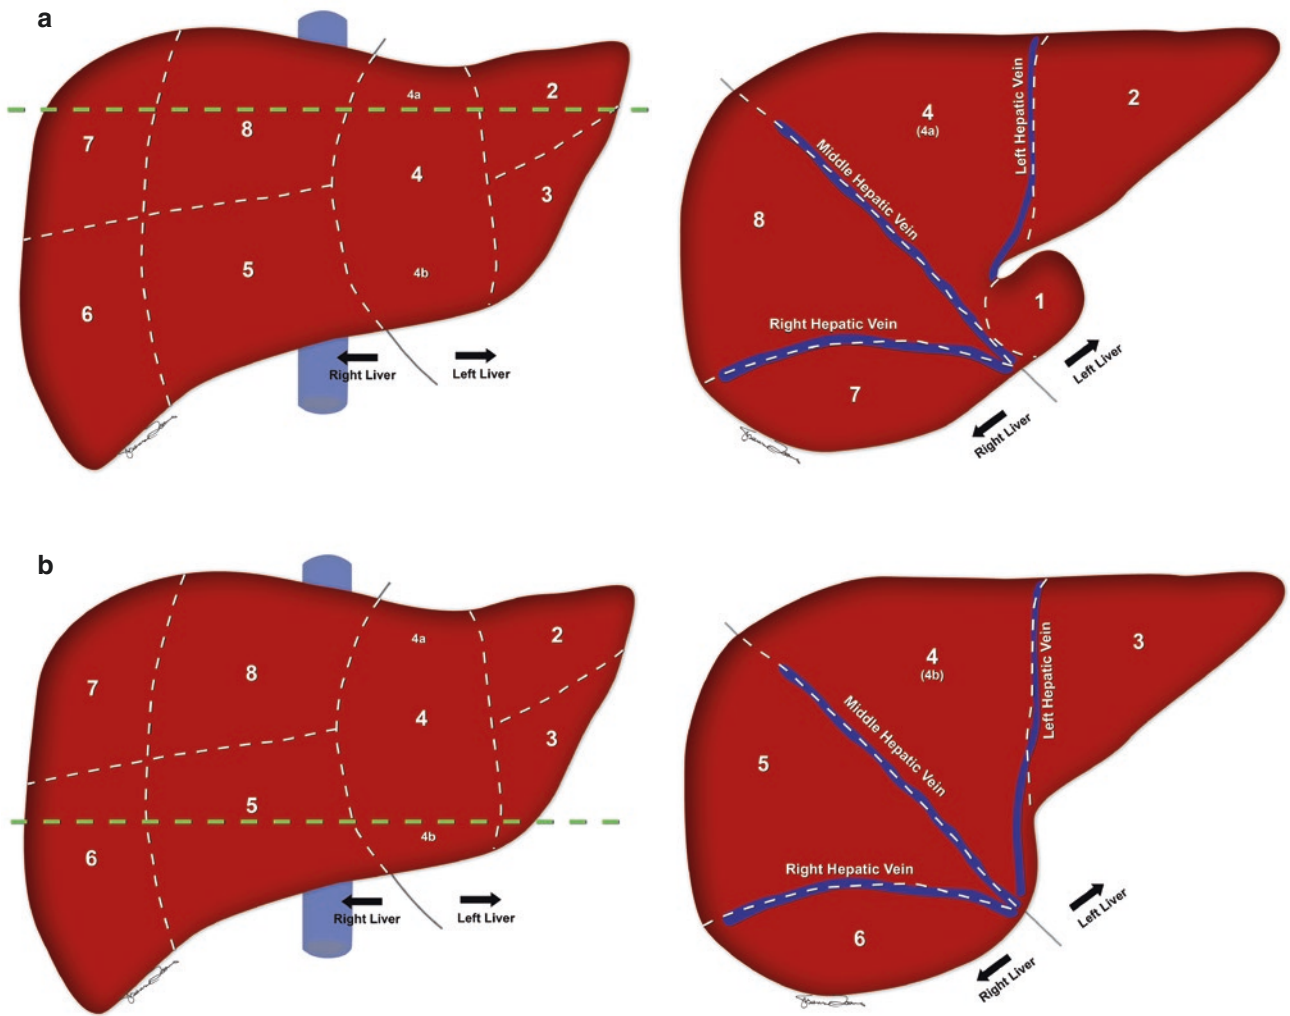 a
4a
2
7
8
4
3
5
4b
6
Right Liver
Left Liver
4
(4a)
2
Left Hepatic Vein
Middle Hepatic Vein
8
1
Right Hepatic Vein
7
Left Liver
Right Liver
b
4a
2
7
8
4
3
5
4b
6
Right Liver
Left Liver
4
(4b)
3
Left Hepatic Vein
Middle Hepatic Vein
5
Right Hepatic Vein
6
Left Liver
Right Liver